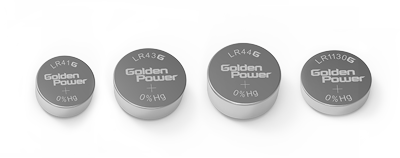 LR41G
Golden
Power
+
0%Hg
LR43G
Golden
Power
+
0%Hg
LR44G
Golden
Power
+
0%Hg
LR1130G
Golden
Power
+
0%Hg